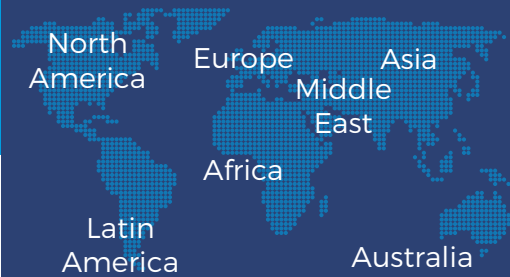 North
America
Europe
Asia
Middle
East
Africa
Latin
America
Australia